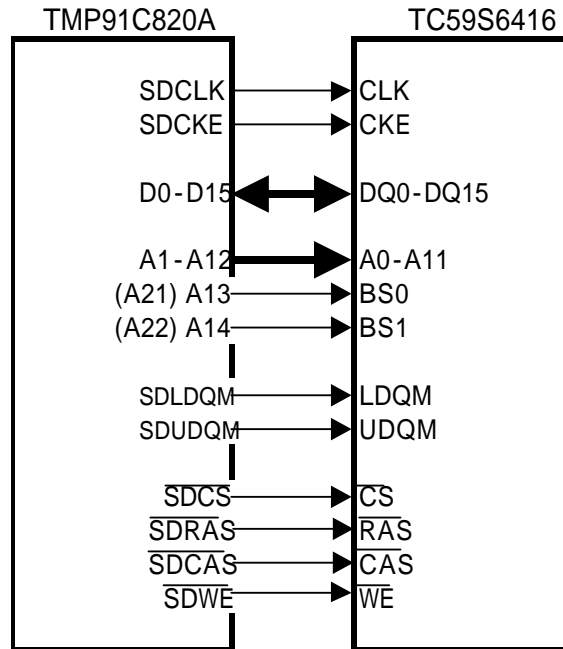 TMP91C820A TC59S6416
SDCLK CLK
SDCKE CKE
D0-D15 DQ0-DQ15
A1-A12 A0-A11
(A21) A13 BS0
(A22) A14 BS1
SDLDQM LDQM
SDUDQM UDQM
SDCS CS
SDRAS RAS
SDCAS CAS
SDWE WE